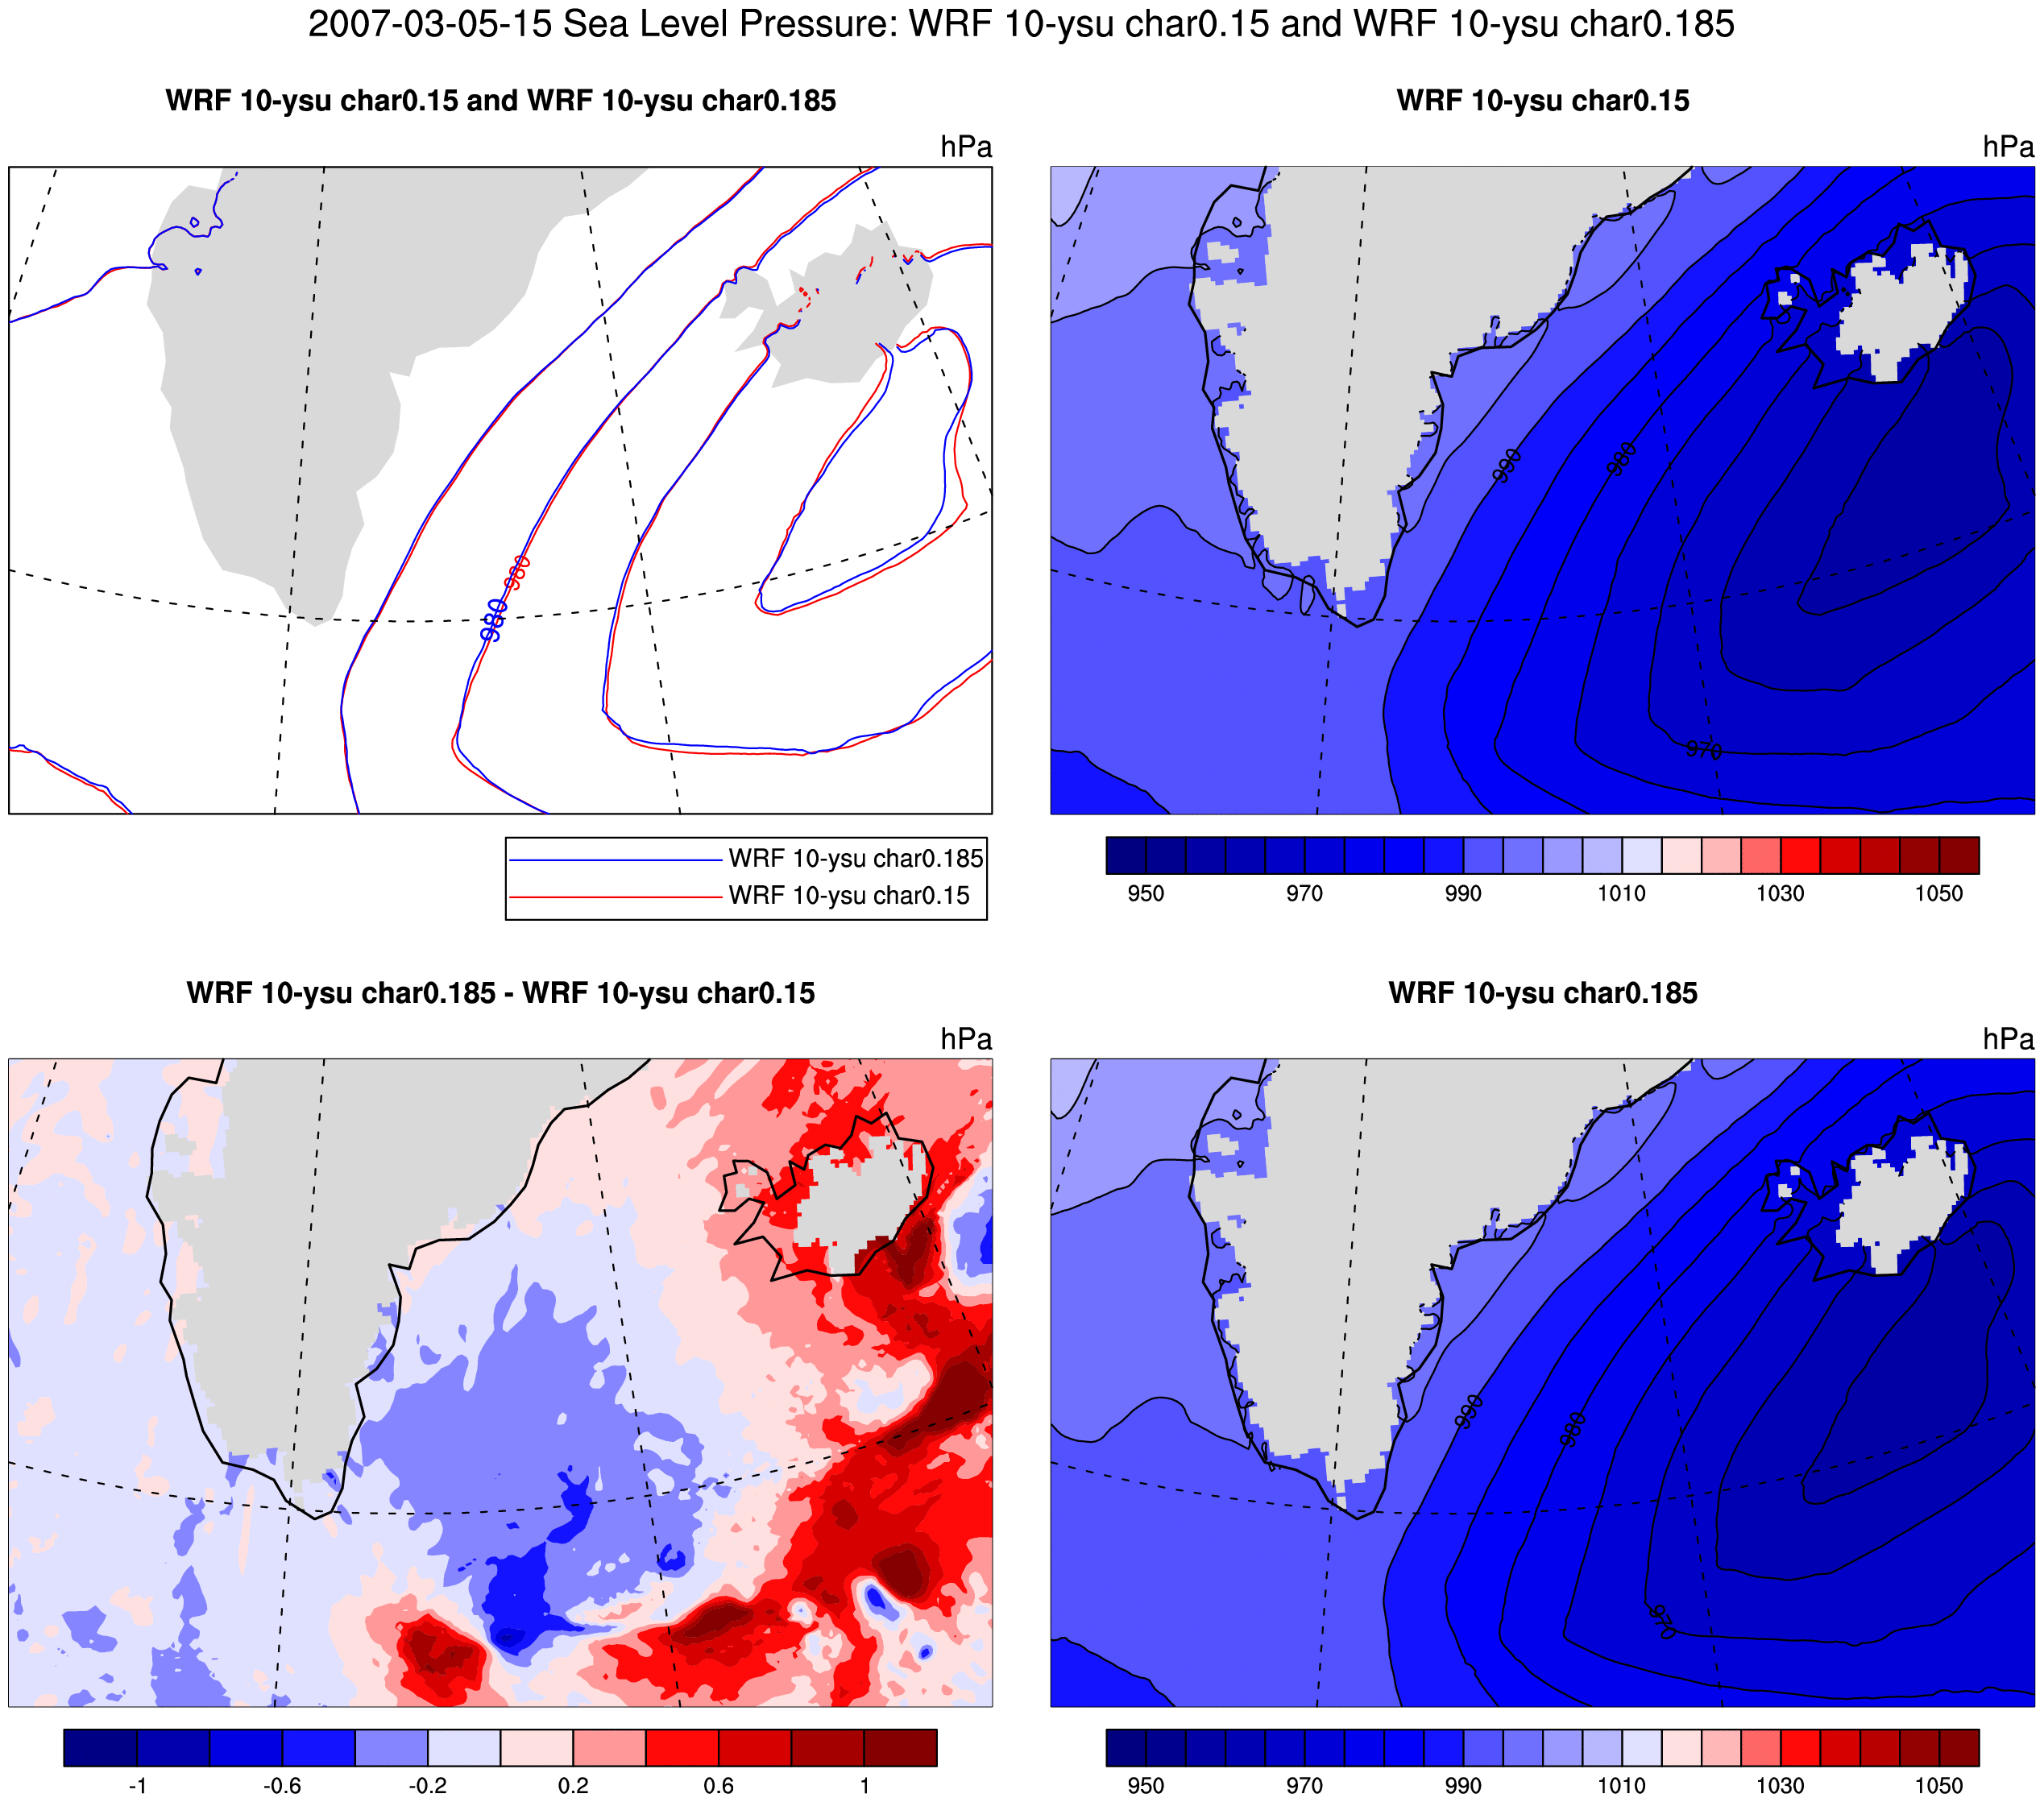 2007-03-05-15 Sea Level Pressure: WRF 10-ysu char0.15 and WRF 10-ysu char0.185
WRF 10-ysu char0.15 and WRF 10-ysu char0.185
hPa
980
980
WRF 10-ysu char0.185
WRF 10-ysu char0.15
WRF 10-ysu char0.15
hPa
990
980
970
950 970 990 1010 1030 1050
WRF 10-ysu char0.185 - WRF 10-ysu char0.15
hPa
-1 -0.6 -0.2 0.2 0.6 1
WRF 10-ysu char0.185
hPa
990
980
970
950 970 990 1010 1030 1050